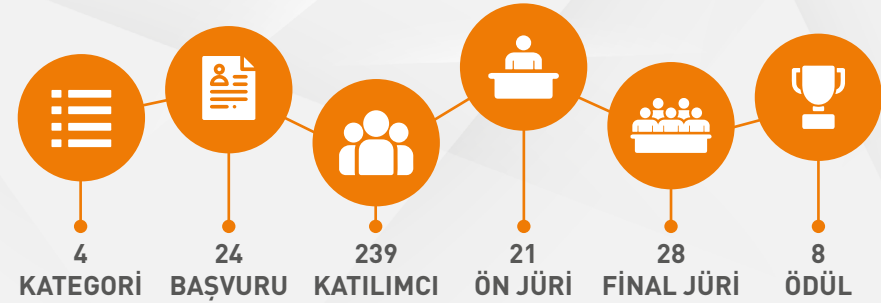 4
KATEGORİ
24
BAŞVURU
239
KATILIMCI
21
ÖN JÜRİ
28
FİNAL JÜRİ
8
ÖDÜL